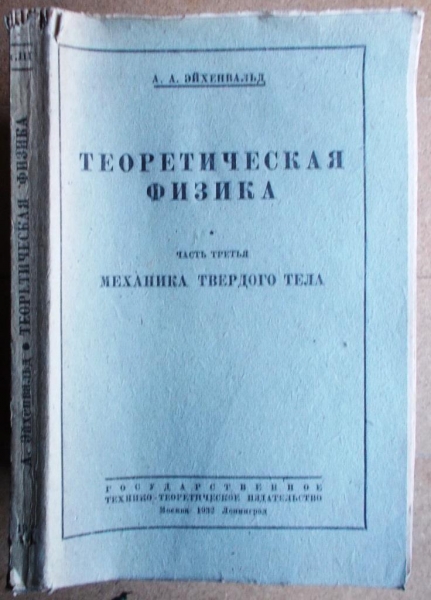 А. А. ЭЙХЕНВАЛЬД
ТЕОРЕТИЧЕСКАЯ
ФИЗИКА
ЧАСТЬ ТРЕТЬЯ
МЕХАНИКА ТВЕРДОГО ТЕЛА
ГОСУДАРСТВЕННОЕ
ТЕХНИКО-ТЕОРЕТИЧЕСКОЕ ИЗДАТЕЛЬСТВО
Москва 1932 Ленинград
А. ЭЙХЕНВАЛЬД • ТЕОРЕТИЧЕСКАЯ ФИЗИКА